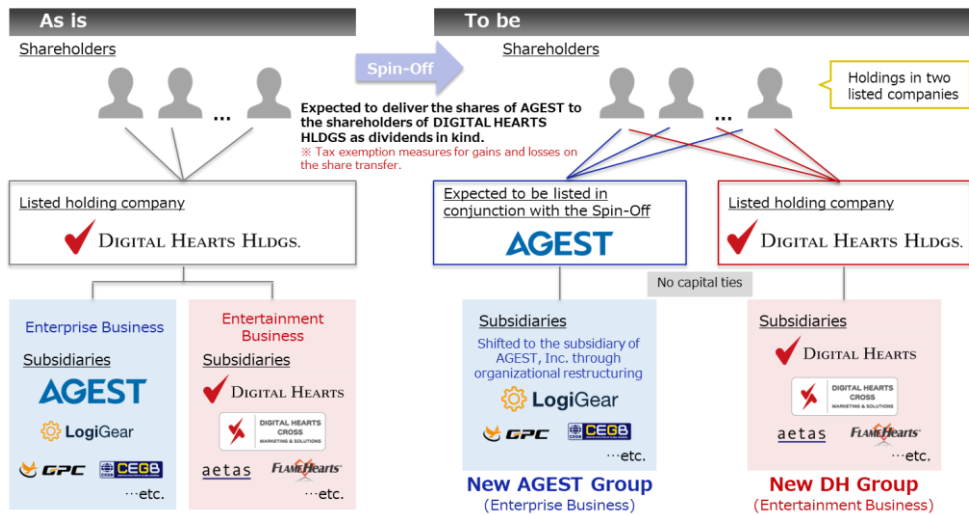 As is
Shareholders
...
Listed holding company
DIGITAL HEARTS HLDGS.
Enterprise Business
Subsidiaries
AGEST
LogiGear
GPC
CEGB
…etc.
Entertainment
Business
Subsidiaries
DIGITAL HEARTS
DIGITAL HEARTS
CROSS
MARKETING & SOLUTIONS
aetas
FLAMEHEARTS
…etc.
Spin-Off
Expected to deliver the shares of AGEST to
the shareholders of DIGITAL HEARTS
HLDGS as dividends in kind.
※ Tax exemption measures for gains and losses on
the share transfer.
To be
Shareholders
...
Holdings in two
listed companies
Expected to be listed in
conjunction with the Spin-Off
AGEST
Listed holding company
DIGITAL HEARTS HLDGS.
No capital ties
Subsidiaries
Shifted to the subsidiary of
AGEST, Inc. through
organizational restructuring
LogiGear
GPC
CEGB
…etc.
New AGEST Group
(Enterprise Business)
Subsidiaries
DIGITAL HEARTS
DIGITAL HEARTS
CROSS
MARKETING & SOLUTIONS
aetas
FLAMEHEARTS
…etc.
New DH Group
(Entertainment Business)